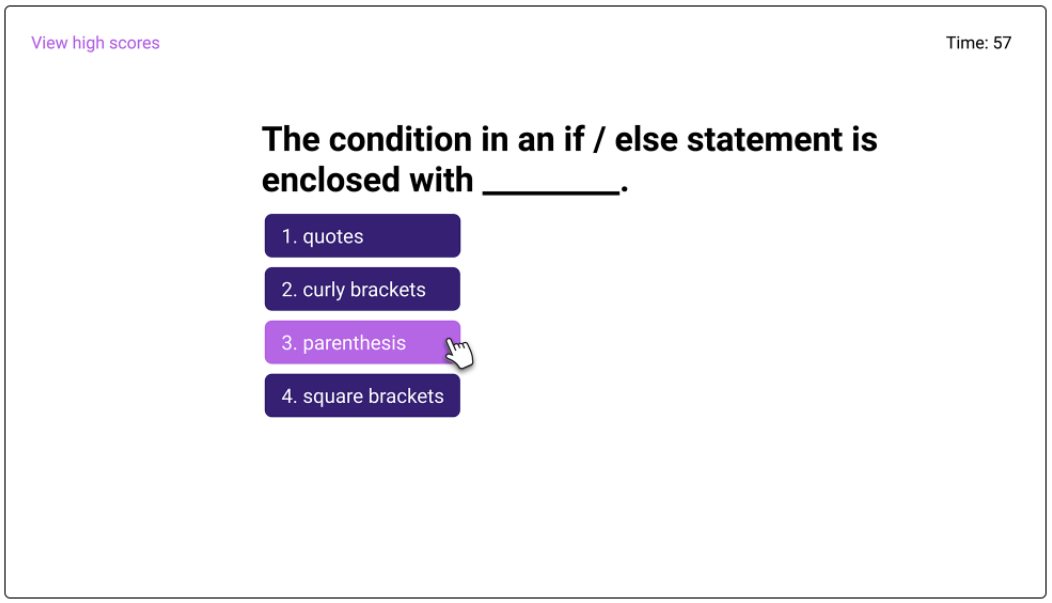 View high scores
Time: 57
The condition in an if / else statement is
enclosed with ________.
1. quotes
2. curly brackets
3. parenthesis
4. square brackets